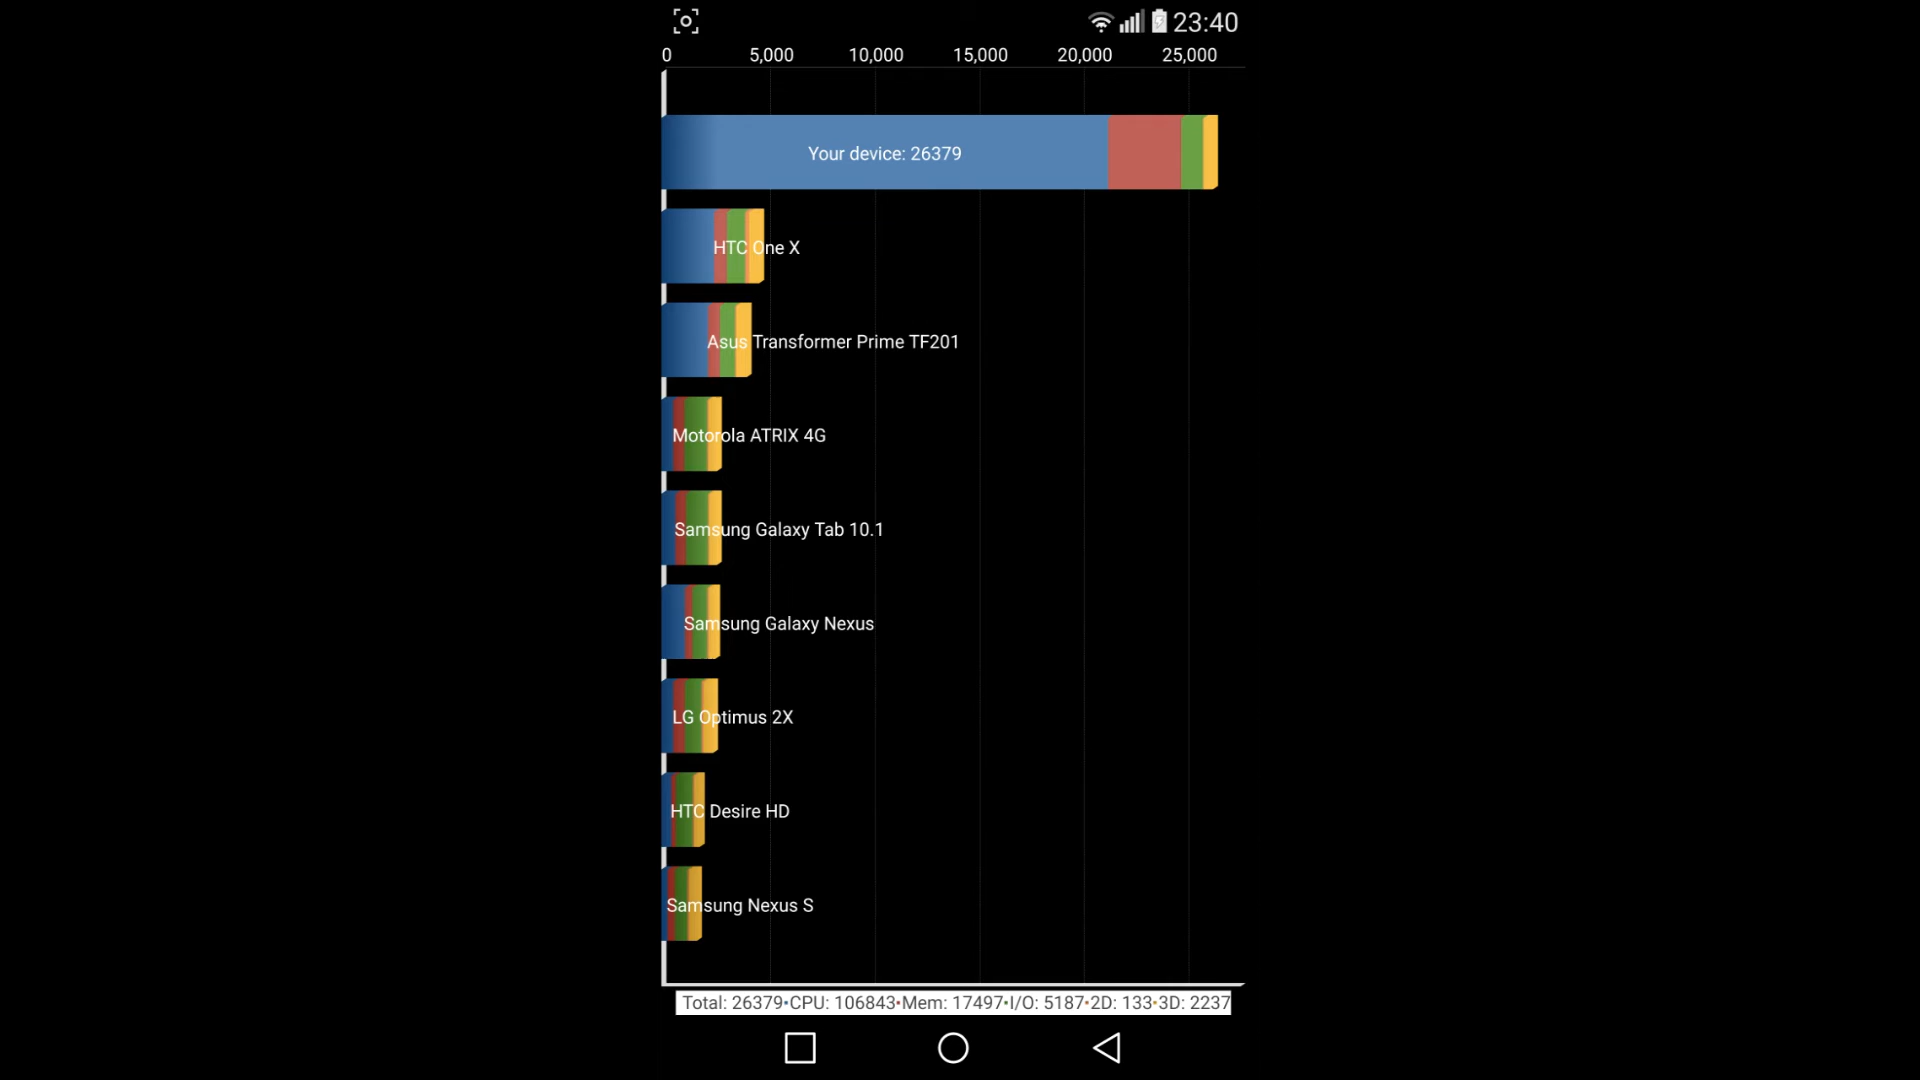 23:40
0 5,000 10,000 15,000 20,000 25,000
Your device: 26379
HTC One X
Asus Transformer Prime TF201
Motorola ATRIX 4G
Samsung Galaxy Tab 10.1
Samsung Galaxy Nexus
LG Optimus 2X
HTC Desire HD
Samsung Nexus S
Total: 26379•CPU: 106843•Mem: 17497•I/O: 5187•2D: 133•3D: 2237